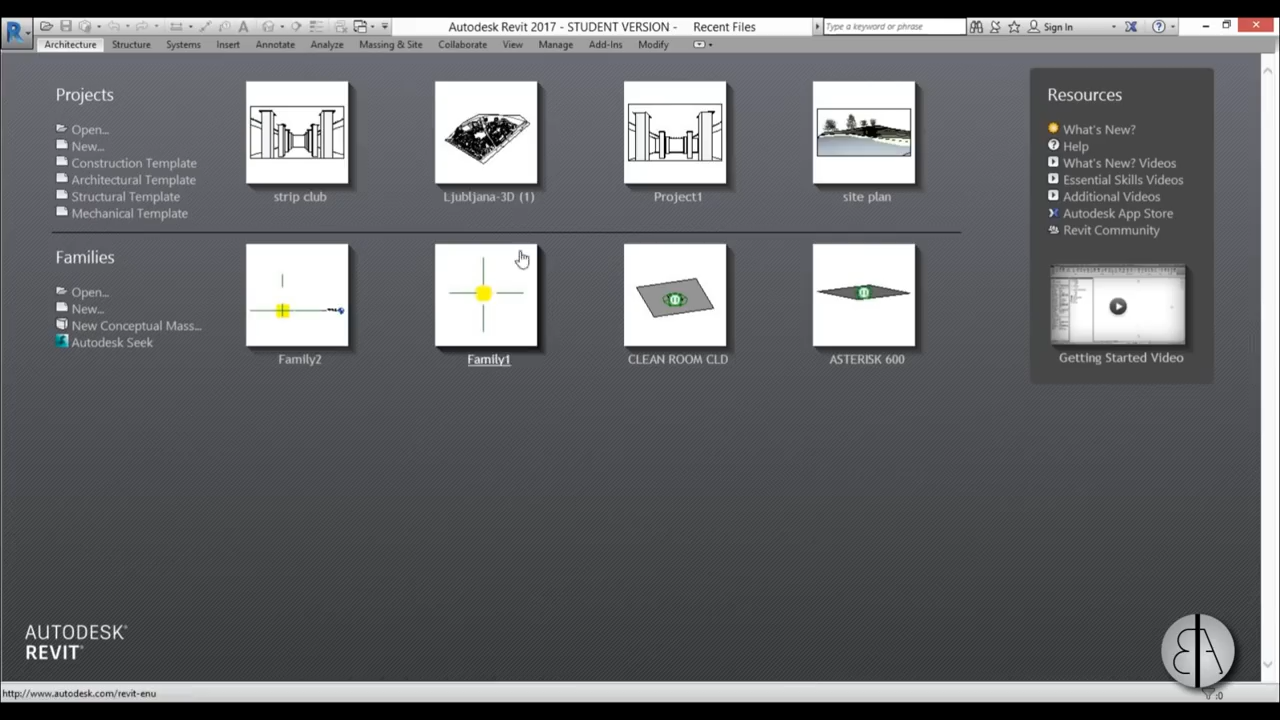 Autodesk Revit 2017 - STUDENT VERSION -    Recent Files
Type a keyword or phrase
Sign In
Architecture Structure Systems Insert Annotate Analyze Massing & Site Collaborate View Manage Add-Ins Modify
Projects
Open...
New...
Construction Template
Architectural Template
Structural Template
Mechanical Template
strip club
Ljubljana-3D (1)
Project1
site plan
Families
Open...
New...
New Conceptual Mass...
Autodesk Seek
Family2
Family1
CLEAN ROOM CLD
ASTERISK 600
Resources
What's New?
Help
What's New? Videos
Essential Skills Videos
Additional Videos
Autodesk App Store
Revit Community
Getting Started Video
AUTODESK®
REVIT®
BA
http://www.autodesk.com/revit-enu
:0